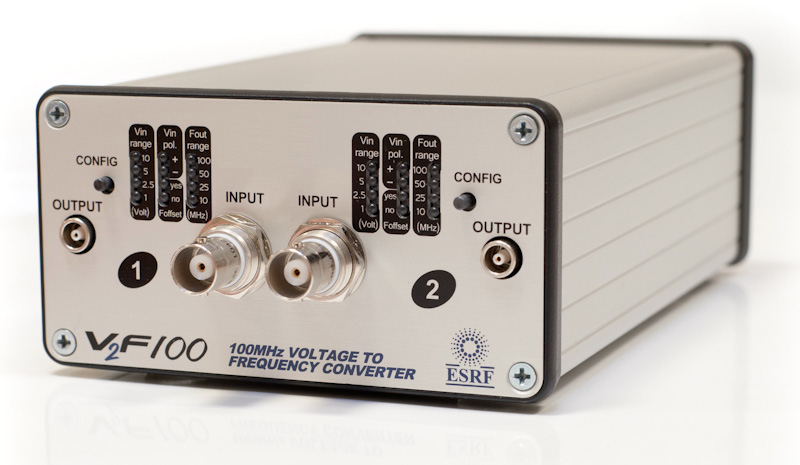 Vin range
10
5
2.5
1
(Volt)
Vin pol.
+
−
yes
no
Foffset
Fout range
100
50
25
10
(MHz)
CONFIG
OUTPUT
INPUT
1
Vin range
10
5
2.5
1
(Volt)
Vin pol.
+
−
yes
no
Foffset
Fout range
100
50
25
10
(MHz)
CONFIG
INPUT
OUTPUT
2
V2F100
100MHz VOLTAGE TO
FREQUENCY CONVERTER
ESRF